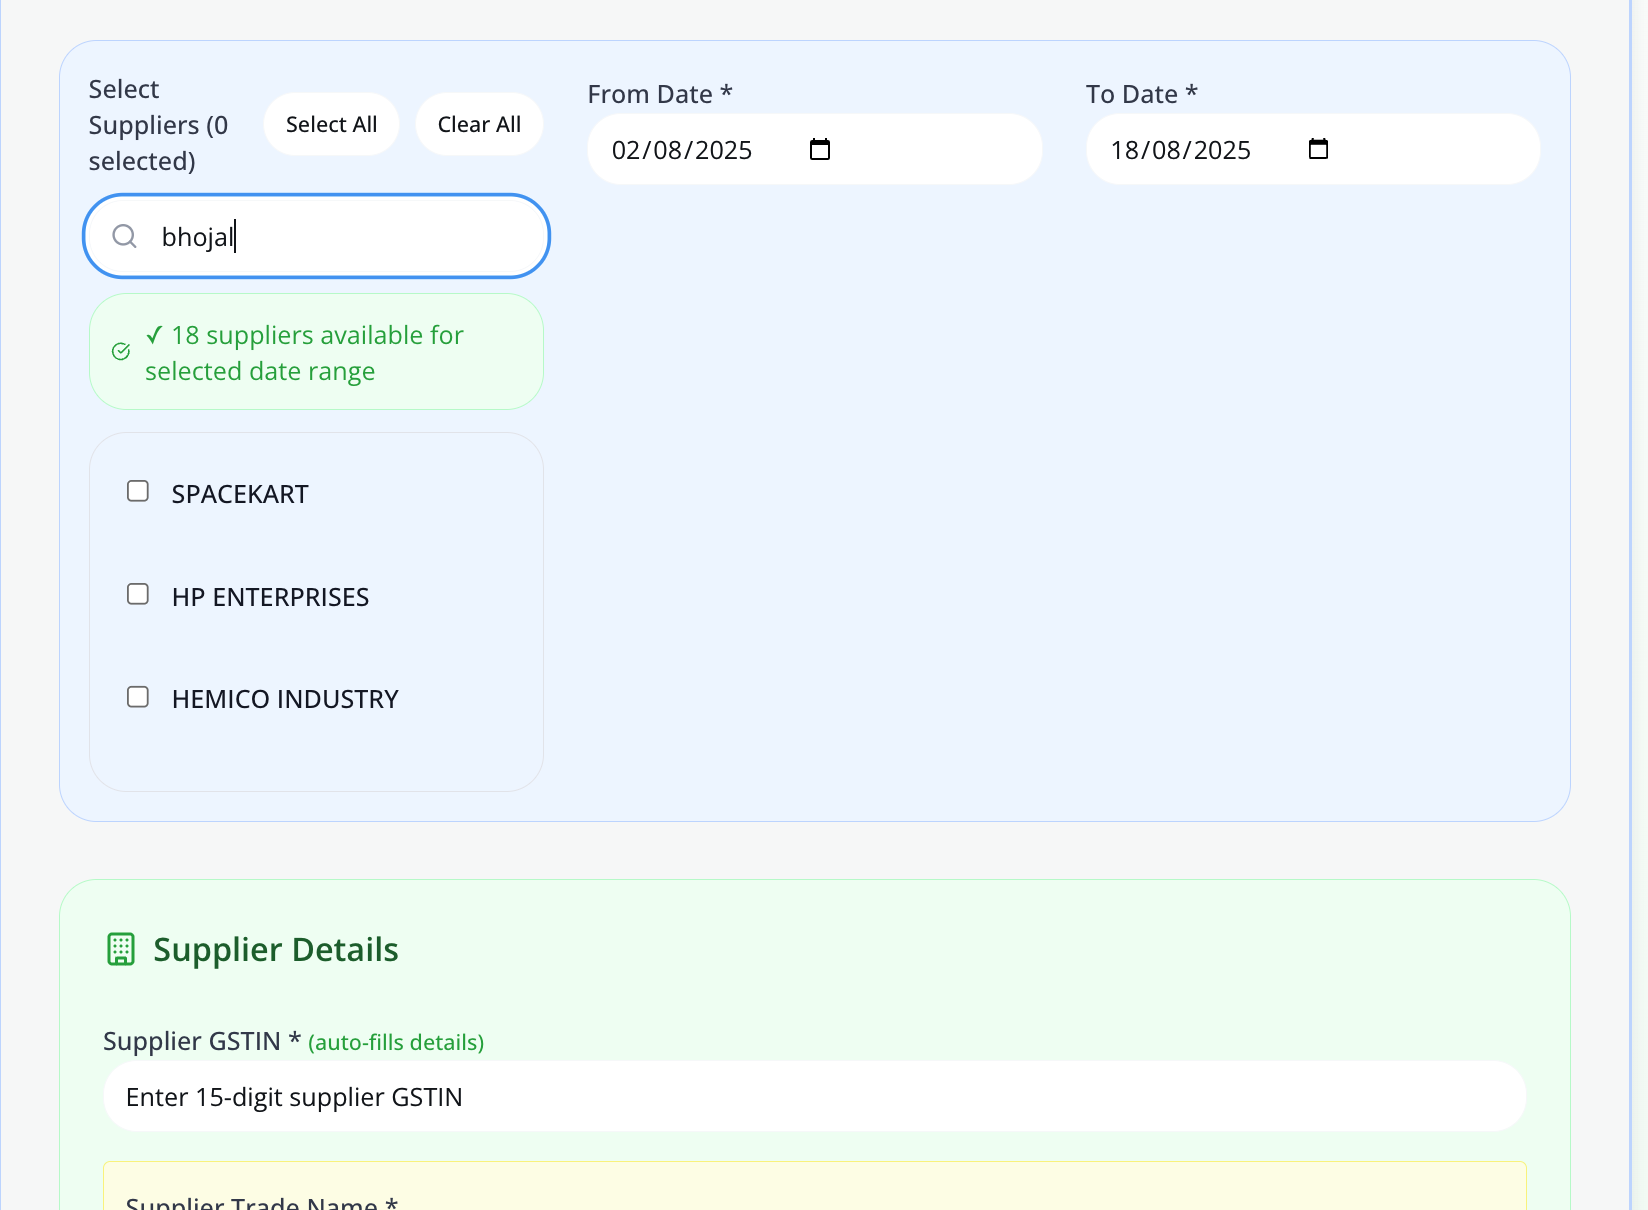 Select
Suppliers (0
selected)
Select All
Clear All
bhojal
✓ 18 suppliers available for
selected date range
SPACEKART
HP ENTERPRISES
HEMICO INDUSTRY
From Date *
02/08/2025
To Date *
18/08/2025
Supplier Details
Supplier GSTIN * (auto-fills details)
Enter 15-digit supplier GSTIN
Supplier Trade Name *